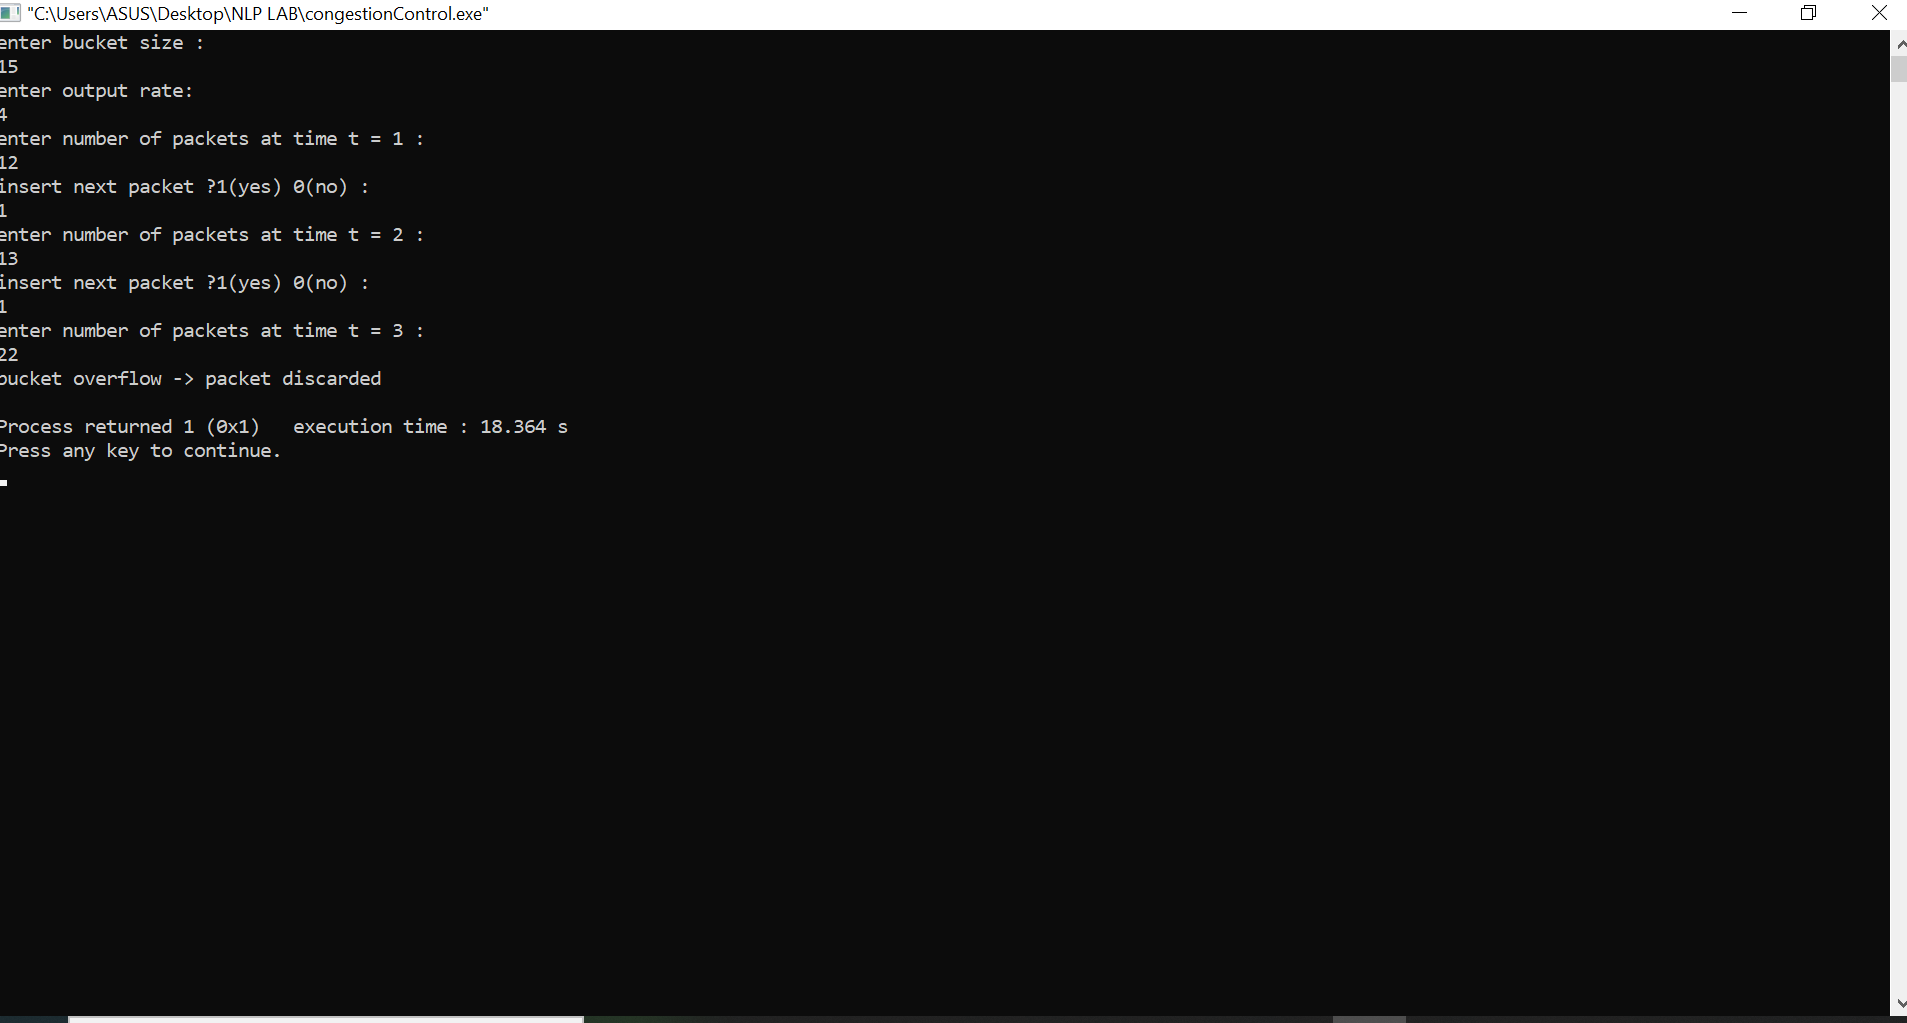 "C:\Users\ASUS\Desktop\NLP LAB\congestionControl.exe"
enter bucket size :
15
enter output rate:
4
enter number of packets at time t = 1 :
12
insert next packet ?1(yes) 0(no) :
1
enter number of packets at time t = 2 :
13
insert next packet ?1(yes) 0(no) :
1
enter number of packets at time t = 3 :
22
bucket overflow -> packet discarded
Process returned 1 (0x1)   execution time : 18.364 s
Press any key to continue.